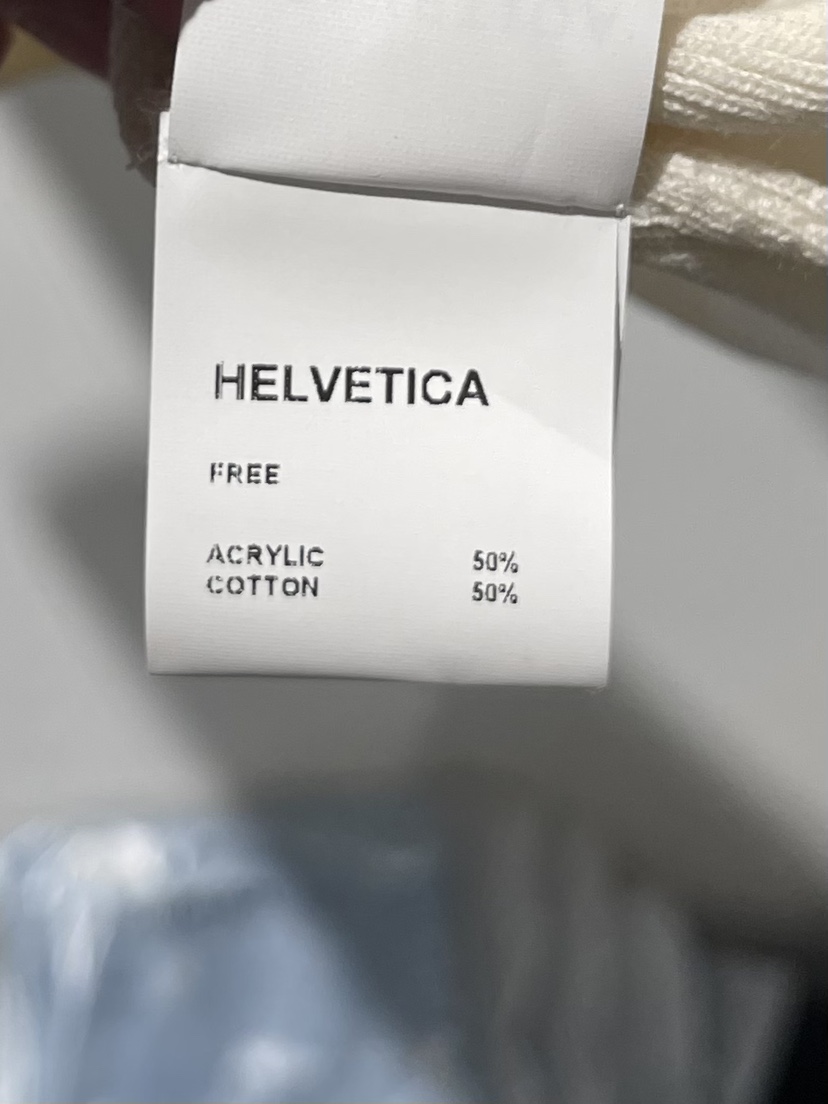 HELVETICA
FREE
ACRYLIC 50%
COTTON 50%